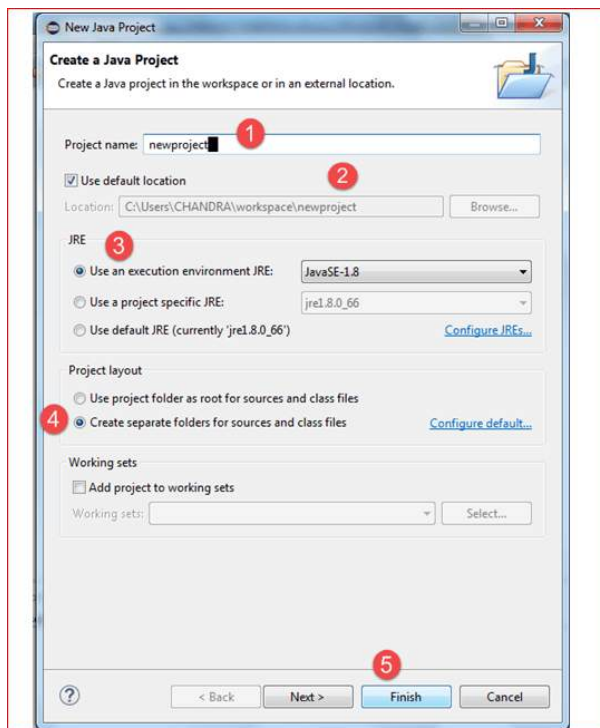 New Java Project
Create a Java Project
Create a Java project in the workspace or in an external location.
1
Project name: newproject
2
Use default location
Location: C:\Users\CHANDRA\workspace\newproject Browse...
JRE 3
Use an execution environment JRE: JavaSE-1.8
Use a project specific JRE: jre1.8.0_66
Use default JRE (currently 'jre1.8.0_66') Configure JREs...
Project layout
Use project folder as root for sources and class files
4 Create separate folders for sources and class files Configure default...
Working sets
Add project to working sets
Working sets: Select...
5
? < Back Next > Finish Cancel